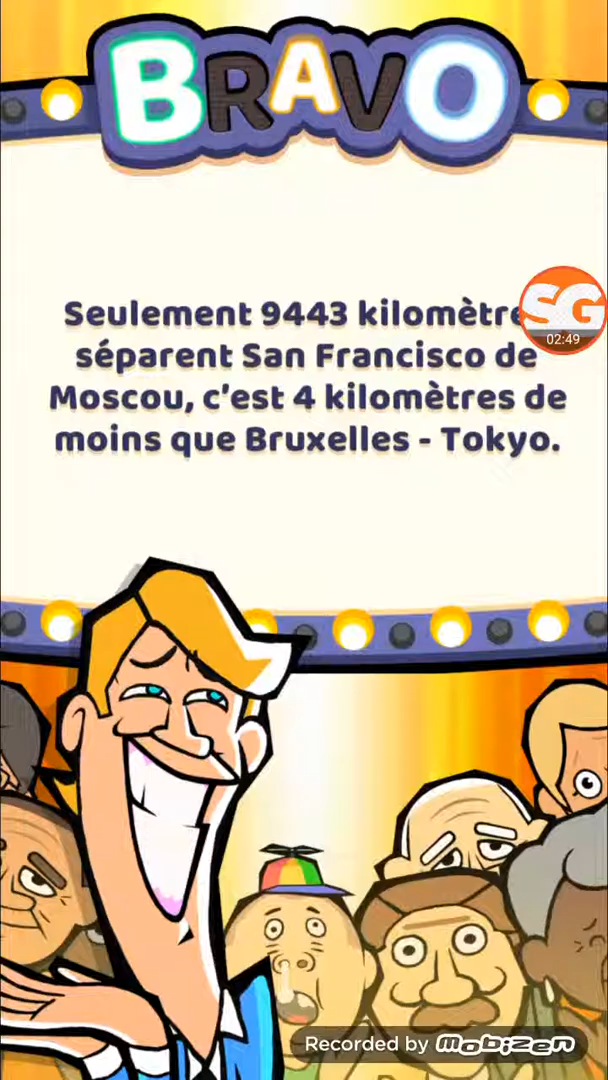 BRAVO
Seulement 9443 kilomètre
SG
02:49
séparent San Francisco de
Moscou, c'est 4 kilomètres de
moins que Bruxelles - Tokyo.
Recorded by mobizen